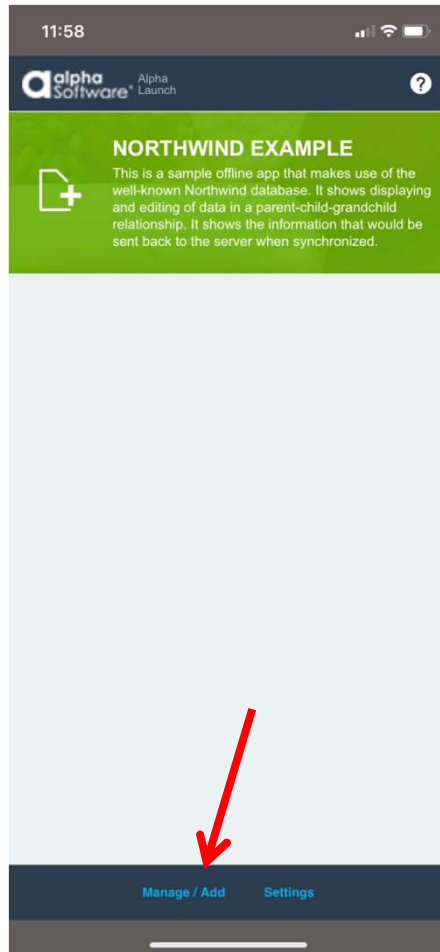 11:58
alpha Software® Alpha Launch
?
NORTHWIND EXAMPLE
This is a sample offline app that makes use of the
well-known Northwind database. It shows displaying
and editing of data in a parent-child-grandchild
relationship. It shows the information that would be
sent back to the server when synchronized.
Manage / Add Settings